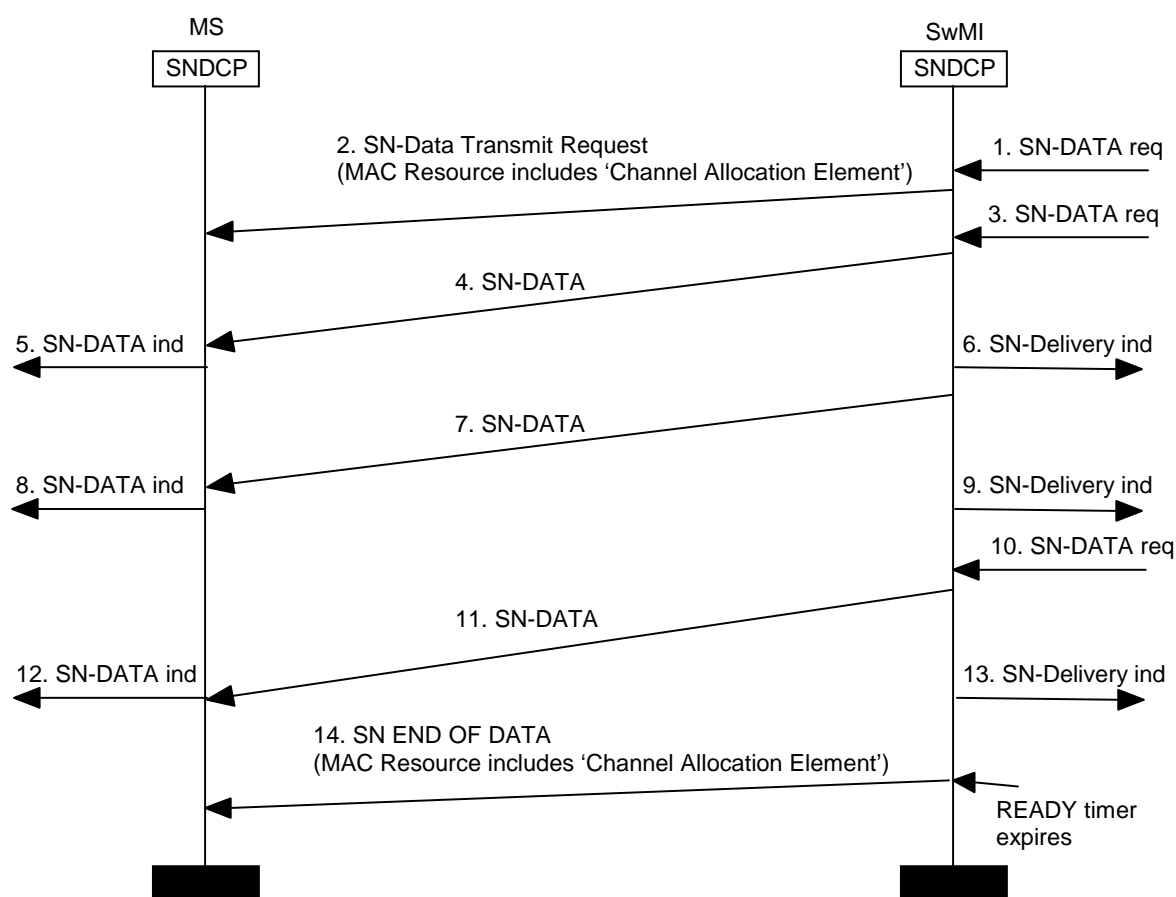 MS
SwMI
SNDCP
SNDCP
2. SN-Data Transmit Request
(MAC Resource includes ‘Channel Allocation Element’)
1. SN-DATA req
3. SN-DATA req
4. SN-DATA
5. SN-DATA ind
6. SN-Delivery ind
7. SN-DATA
8. SN-DATA ind
9. SN-Delivery ind
10. SN-DATA req
11. SN-DATA
12. SN-DATA ind
13. SN-Delivery ind
14. SN END OF DATA
(MAC Resource includes ‘Channel Allocation Element’)
READY timer
expires